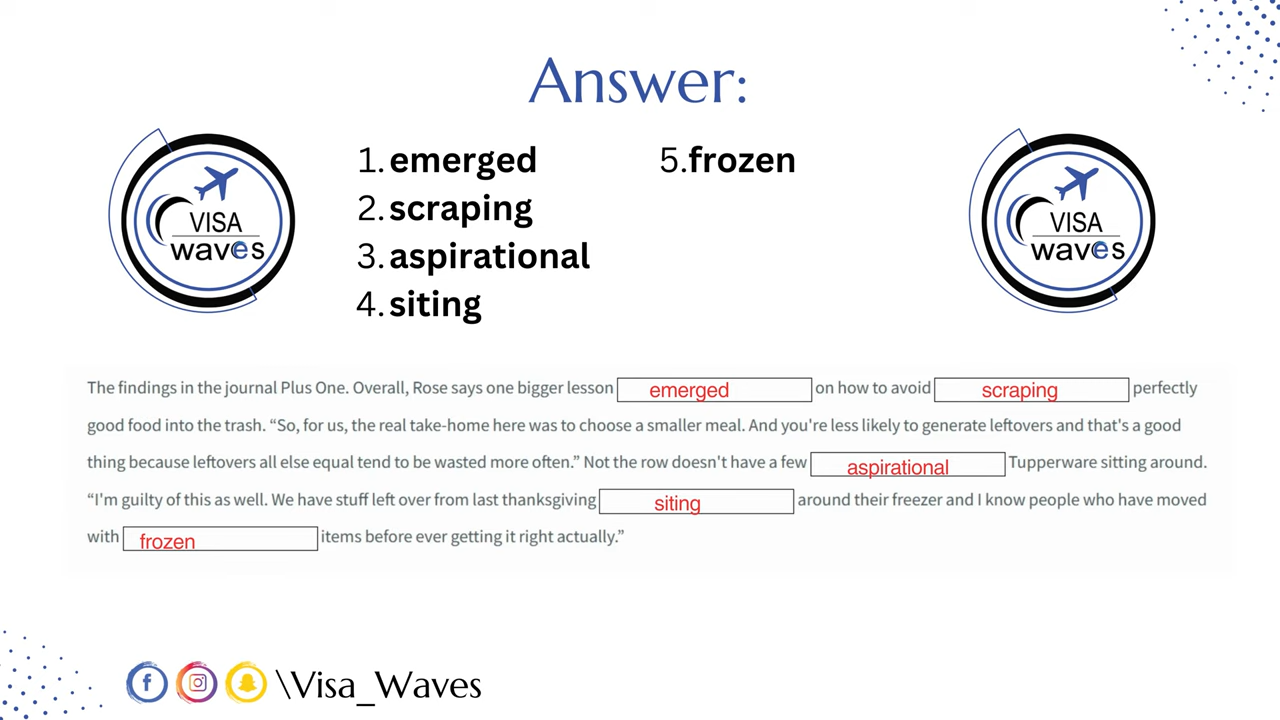 Answer:
VISA
waves
1. emerged
2. scraping
3. aspirational
4. siting
5. frozen
VISA
waves
The findings in the journal Plus One. Overall, Rose says one bigger lesson emerged on how to avoid scraping perfectly
good food into the trash. “So, for us, the real take-home here was to choose a smaller meal. And you're less likely to generate leftovers and that's a good
thing because leftovers all else equal tend to be wasted more often.” Not the row doesn't have a few aspirational Tupperware sitting around.
“I'm guilty of this as well. We have stuff left over from last thanksgiving siting around their freezer and I know people who have moved
with frozen items before ever getting it right actually.”
\Visa_Waves